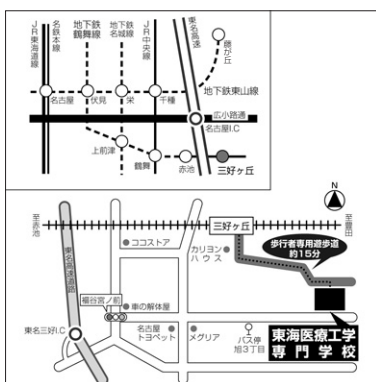 JR東海道線
名鉄本線
地下鉄
鶴舞線
地下鉄
名城線
JR中央線
東名高速
藤が丘
地下鉄東山線
名古屋
伏見
栄
千種
広小路通
名古屋I.C
上前津
鶴舞
赤池
三好ヶ丘
N
至赤池
三好ヶ丘
至豊田
東名高速道路
ココストア
カリヨン
ハウス
歩行者専用遊歩道
約15分
福谷宮ノ前
車の解体屋
東名三好I.C
名古屋
トヨペット
メグリア
バス停
旭3丁目
東海医療工学
専門学校